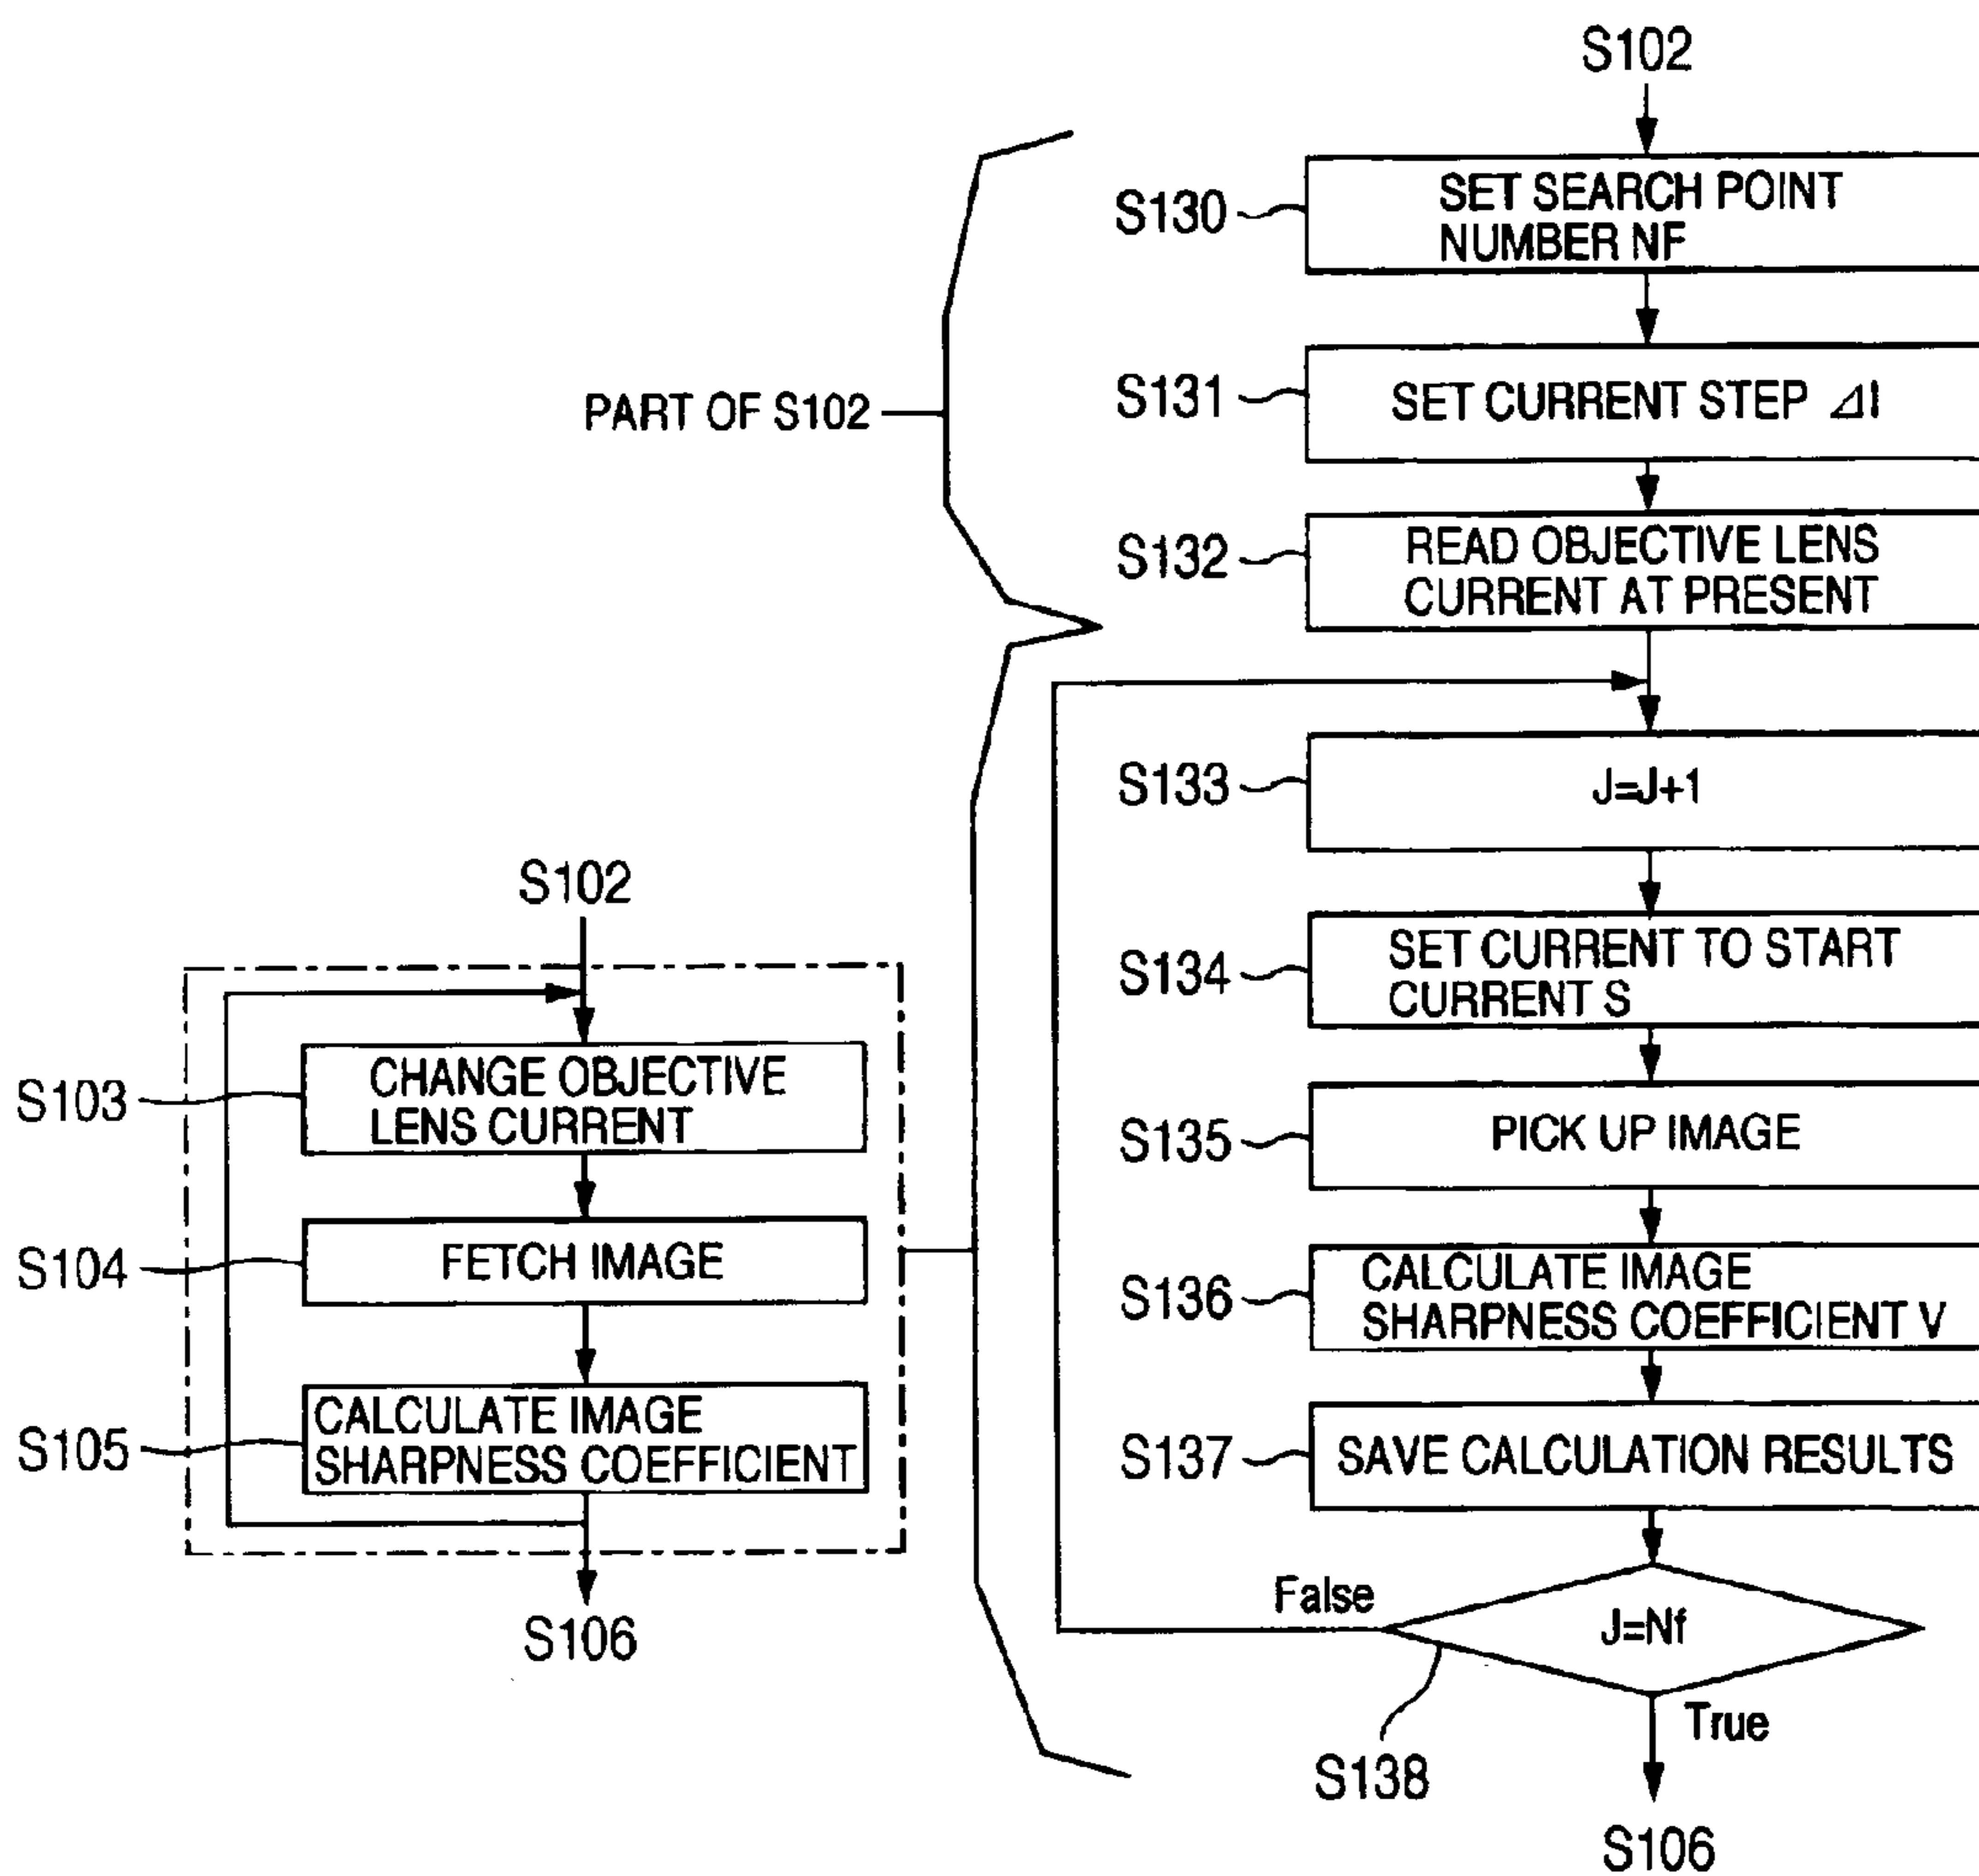 S102
S130
SET SEARCH POINT
NUMBER NF
S131
SET CURRENT STEP ⊿I
PART OF S102
S132
READ OBJECTIVE LENS
CURRENT AT PRESENT
S133
J=J+1
S134
SET CURRENT TO START
CURRENT S
S135
PICK UP IMAGE
S136
CALCULATE IMAGE
SHARPNESS COEFFICIENT V
S137
SAVE CALCULATION RESULTS
False
J=Nf
True
S138
S106
S102
S103
CHANGE OBJECTIVE
LENS CURRENT
S104
FETCH IMAGE
S105
CALCULATE IMAGE
SHARPNESS COEFFICIENT
S106